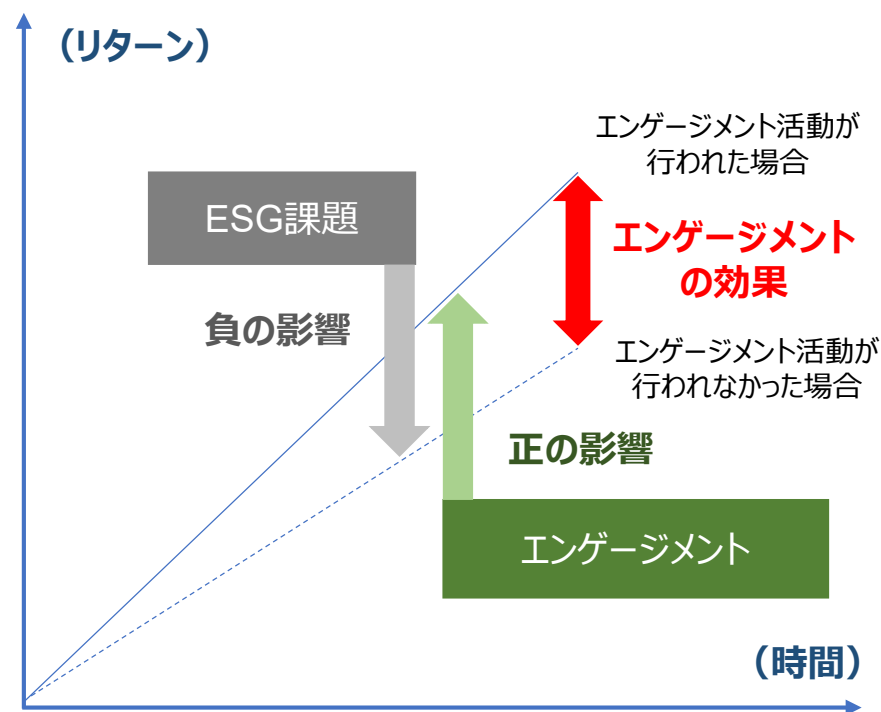 （リターン）
エンゲージメント活動が
行われた場合
ESG課題
エンゲージメント
の効果
負の影響
エンゲージメント活動が
行われなかった場合
正の影響
エンゲージメント
（時間）